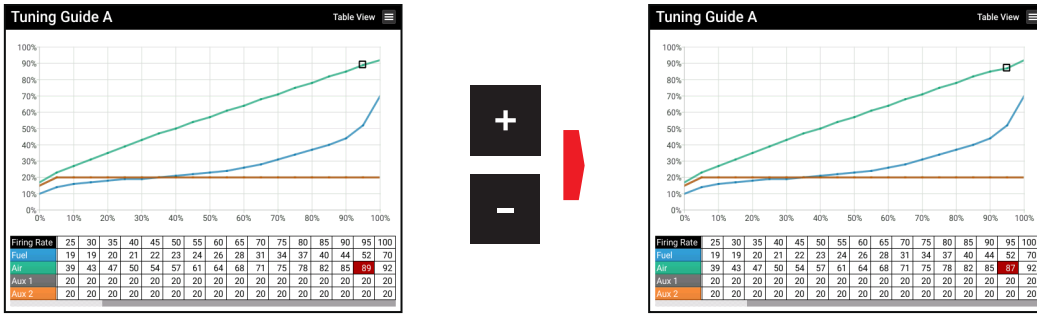 Tuning Guide A Table View
100%
90%
80%
70%
60%
50%
40%
30%
20%
10%
0%
0% 10% 20% 30% 40% 50% 60% 70% 80% 90% 100%
Firing Rate 25 30 35 40 45 50 55 60 65 70 75 80 85 90 95 100
Fuel 19 19 20 21 22 23 24 26 28 31 34 37 40 44 52 70
Air 39 43 47 50 54 57 61 64 68 71 75 78 82 85 89 92
Aux 1 20 20 20 20 20 20 20 20 20 20 20 20 20 20 20 20
Aux 2 20 20 20 20 20 20 20 20 20 20 20 20 20 20 20 20
+
-
Tuning Guide A Table View
100%
90%
80%
70%
60%
50%
40%
30%
20%
10%
0%
0% 10% 20% 30% 40% 50% 60% 70% 80% 90% 100%
Firing Rate 25 30 35 40 45 50 55 60 65 70 75 80 85 90 95 100
Fuel 19 19 20 21 22 23 24 26 28 31 34 37 40 44 52 70
Air 39 43 47 50 54 57 61 64 68 71 75 78 82 85 87 92
Aux 1 20 20 20 20 20 20 20 20 20 20 20 20 20 20 20 20
Aux 2 20 20 20 20 20 20 20 20 20 20 20 20 20 20 20 20